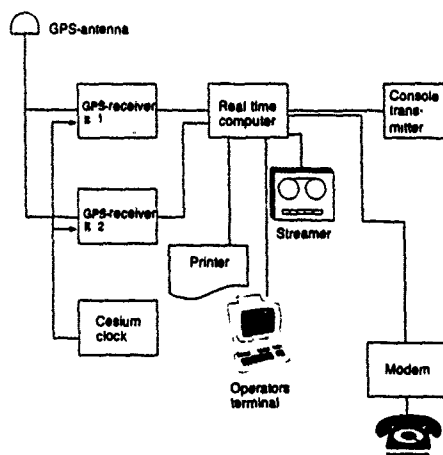 GPS-antenna
GPS-receiver
1
Real time
computer
Console
trans-
mitter
GPS-receiver
2
Streamer
Printer
Cesium
clock
Operators
terminal
Modem